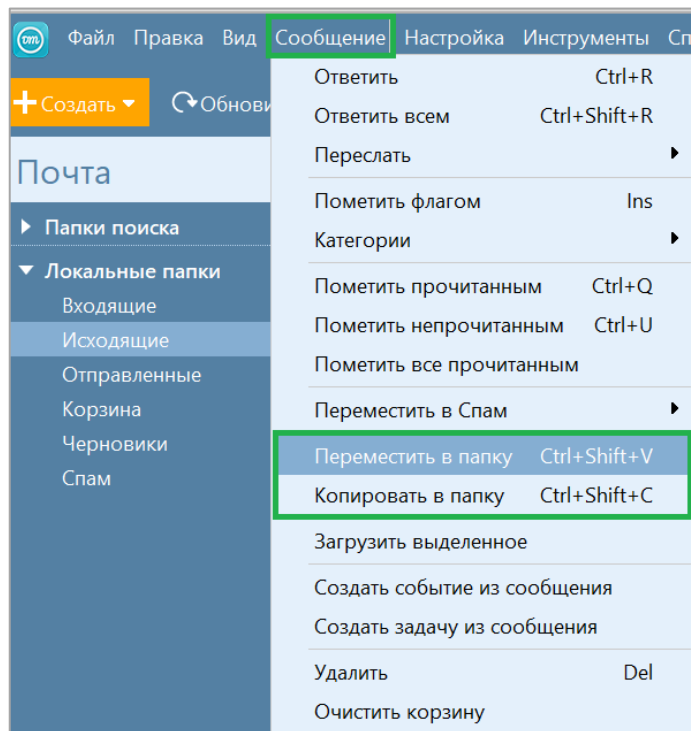 tm Файл Правка Вид Сообщение Настройка Инструменты Сп
Создать Обнови
Почта
Папки поиска
Локальные папки
Входящие
Исходящие
Отправленные
Корзина
Черновики
Спам
Ответить Ctrl+R
Ответить всем Ctrl+Shift+R
Переслать
Пометить флагом Ins
Категории
Пометить прочитанным Ctrl+Q
Пометить непрочитанным Ctrl+U
Пометить все прочитанным
Переместить в Спам
Переместить в папку Ctrl+Shift+V
Копировать в папку Ctrl+Shift+C
Загрузить выделенное
Создать событие из сообщения
Создать задачу из сообщения
Удалить Del
Очистить корзину